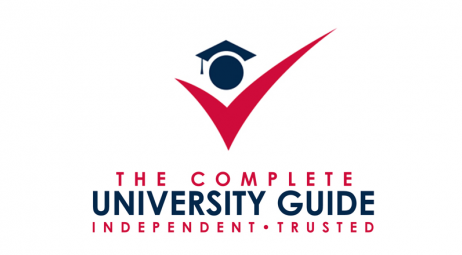 THE COMPLETE
UNIVERSITY GUIDE
INDEPENDENT • TRUSTED